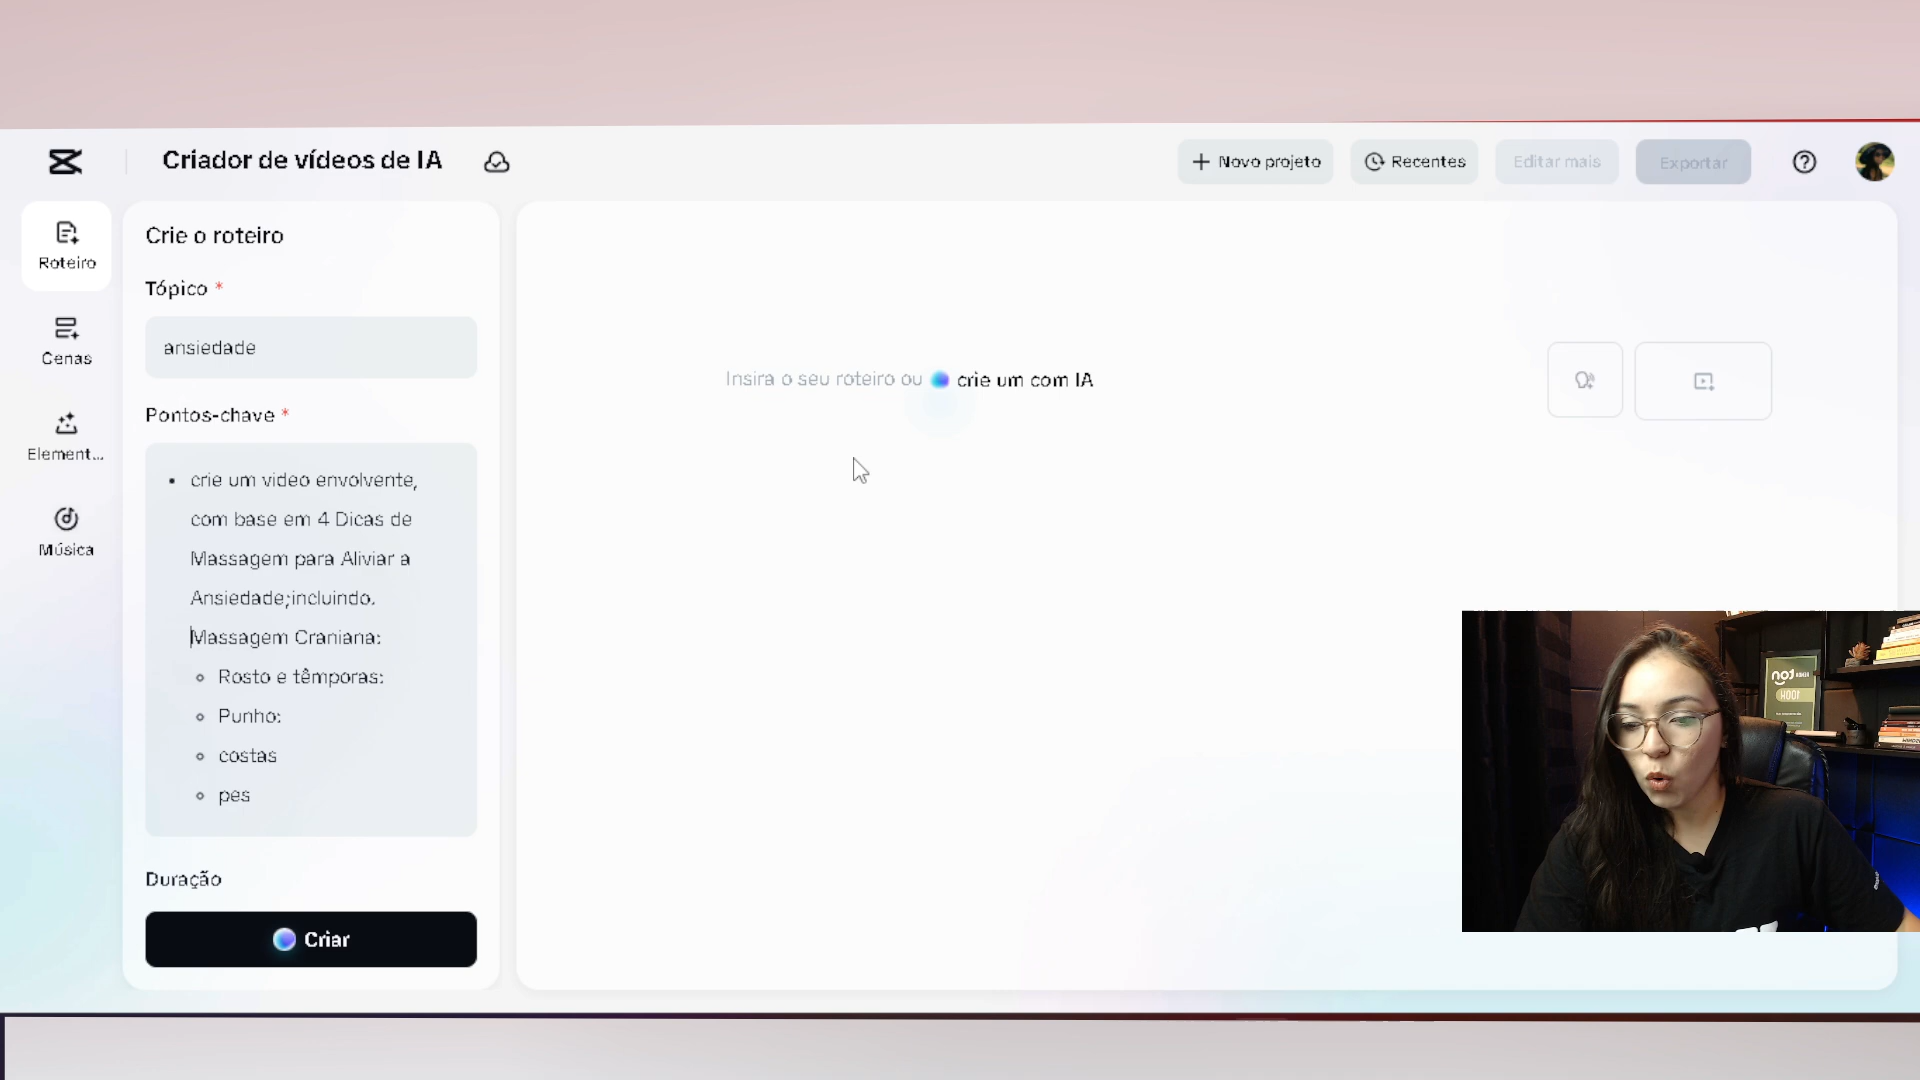 Criador de vídeos de IA
Novo projeto
Recentes
Editar mais
Exportar
Roteiro
Cenas
Element...
Música
Crie o roteiro
Tópico *
ansiedade
Pontos-chave *
• crie um video envolvente,
com base em 4 Dicas de
Massagem para Aliviar a
Ansiedade;incluindo.
Massagem Craniana:
Rosto e têmporas:
Punho:
costas
pes
Duração
Criar
Insira o seu roteiro ou crie um com IA